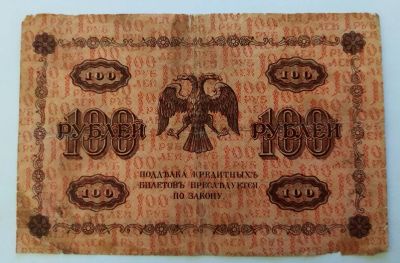 100 100
100 РУБЛЕЙ 100 РУБЛЕЙ
ПОДДѢЛКА КРЕДИТНЫХЪ
БИЛЕТОВЪ ПРЕСЛѢДУЕТСЯ
ПО ЗАКОНУ.
100 100